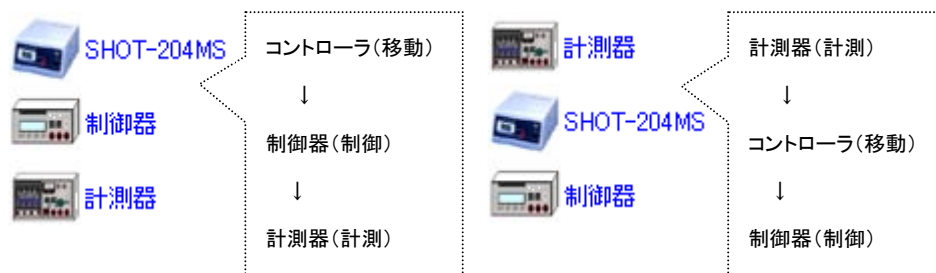 SHOT-204MS
制御器
計測器
コントローラ(移動)
↓
制御器(制御)
↓
計測器(計測)
計測器
SHOT-204MS
制御器
計測器(計測)
↓
コントローラ(移動)
↓
制御器(制御)